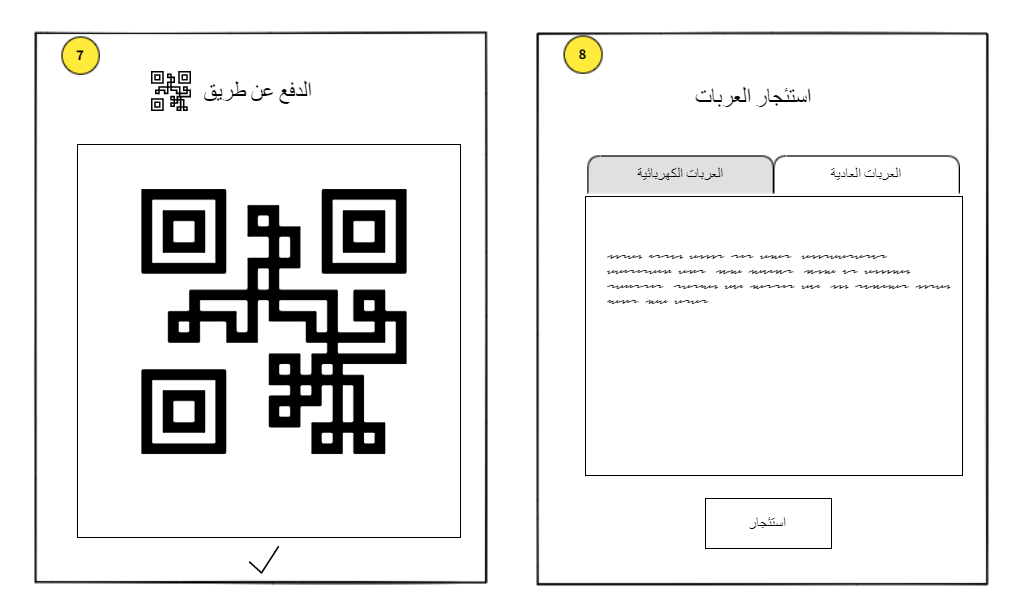 7
الدفع عن طريق
8
استئجار العربات
العربات العادية
العربات الكهربائية
استئجار